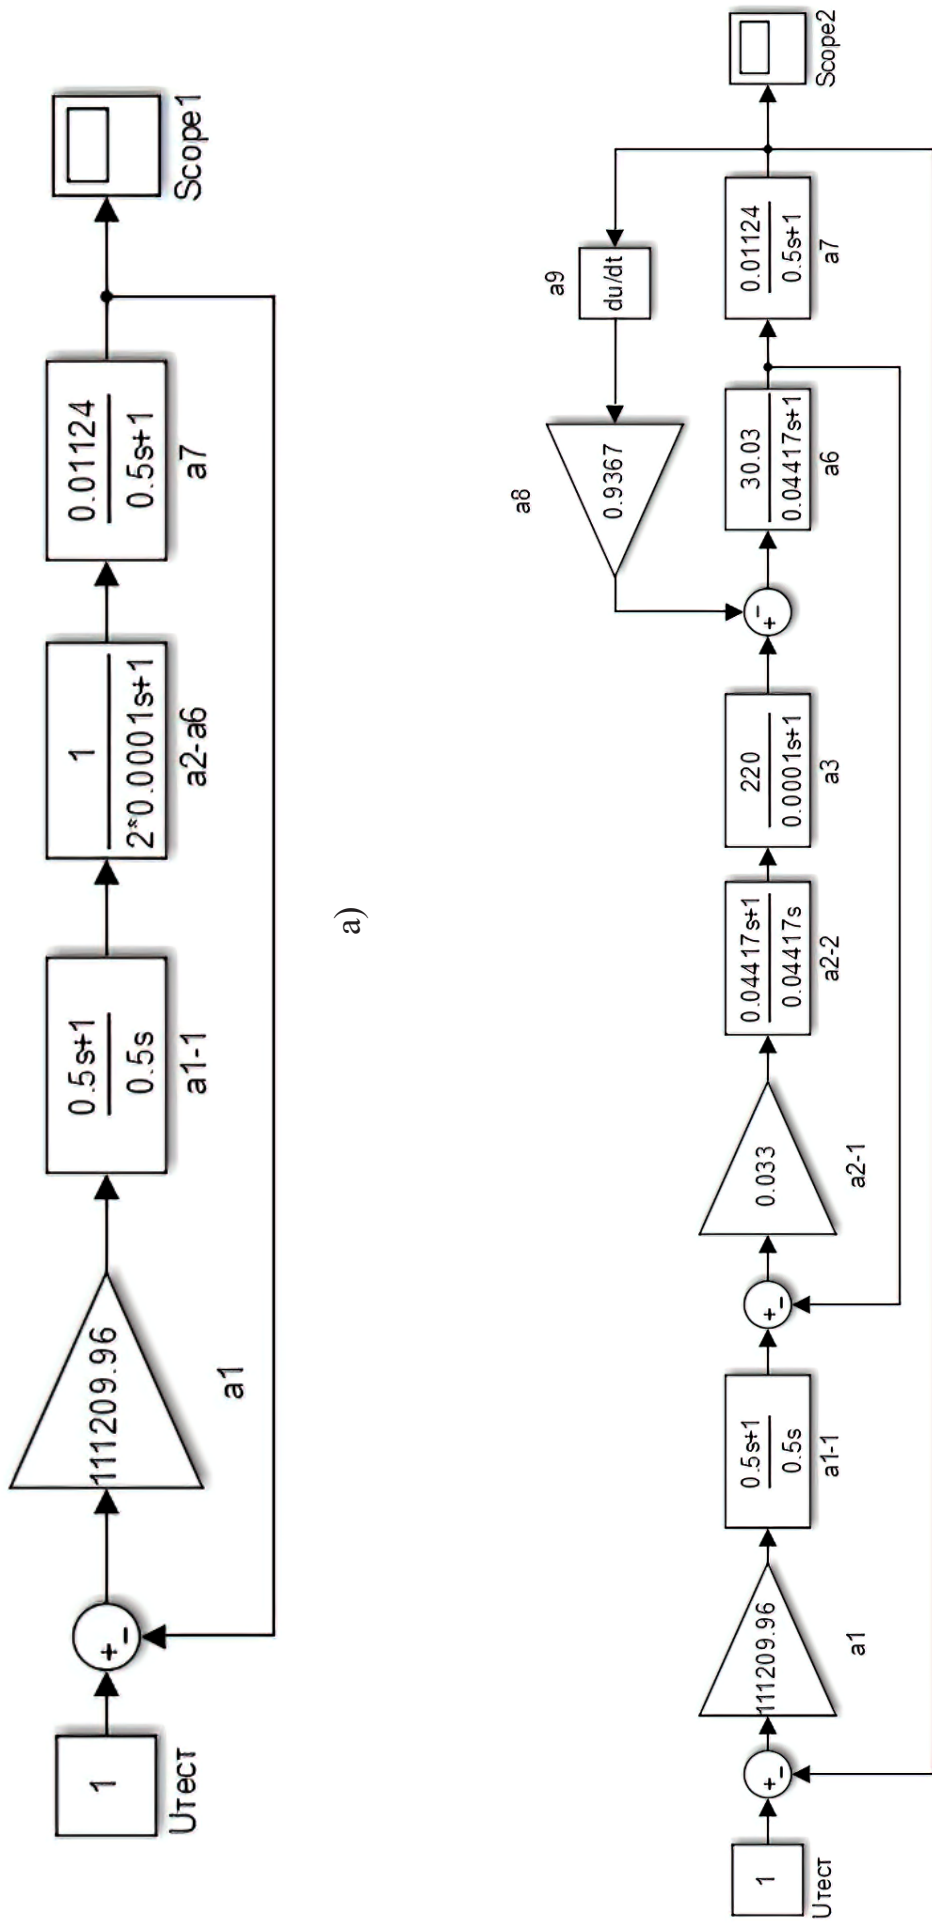 1
Uтест
+
-
111209.96
a1
0.5s+1
0.5s
a1-1
1
2*0.0001s+1
a2-a6
0.01124
0.5s+1
a7
Scope1
а)
1
Uтест
+
-
111209.96
a1
0.5s+1
0.5s
a1-1
+
-
0.033
a2-1
0.04417s+1
0.04417s
a2-2
220
0.0001s+1
a3
+
-
30.03
0.04417s+1
a6
0.01124
0.5s+1
a7
Scope2
a8
0.9367
a9
du/dt